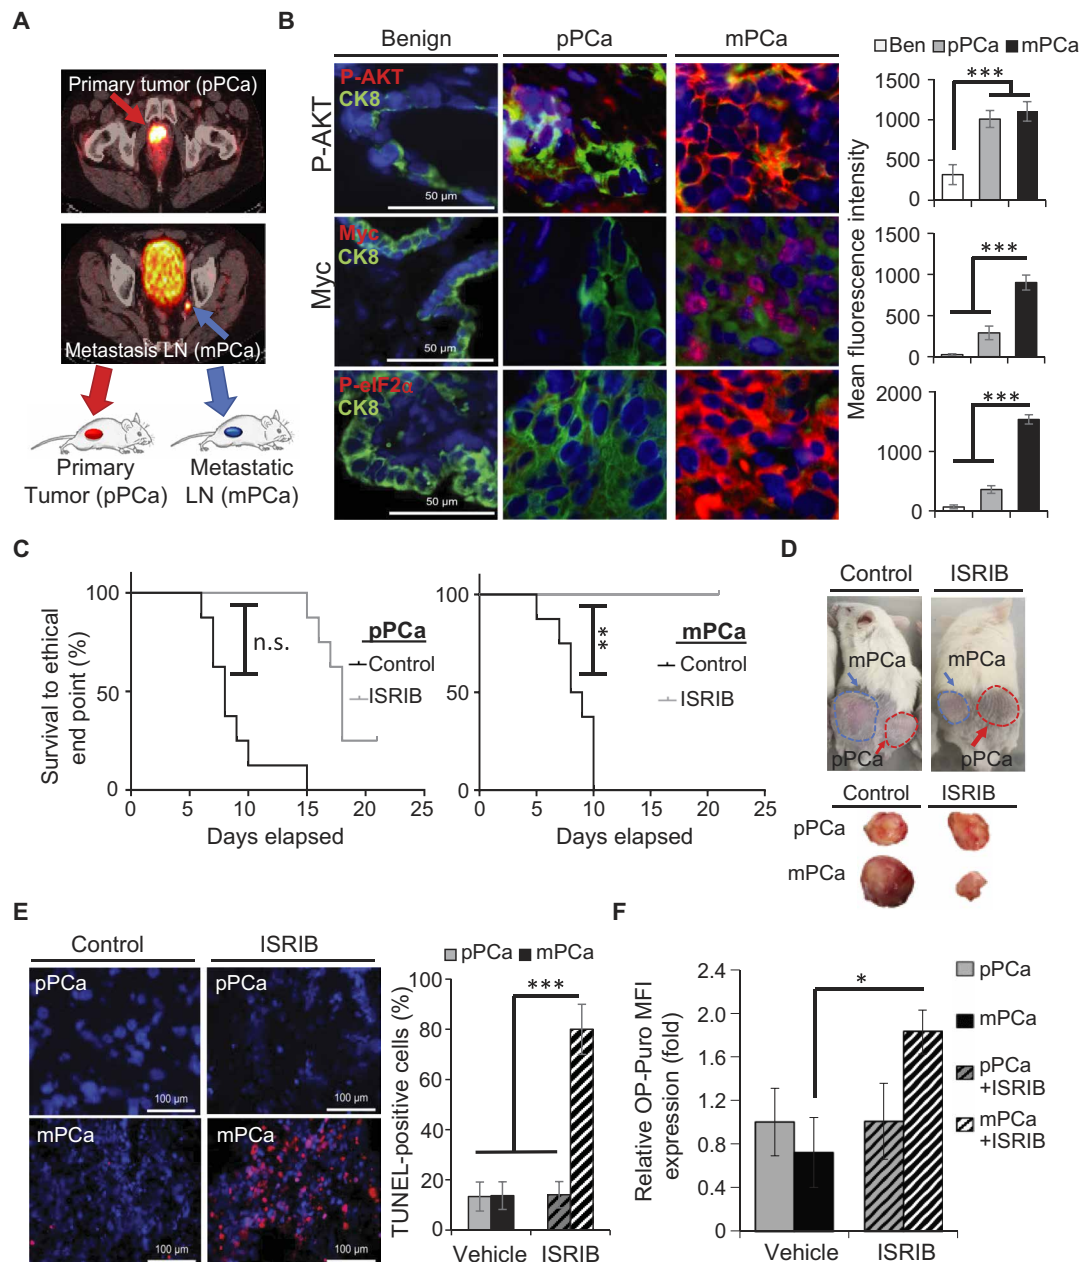 A
Primary tumor (pPCa)
Metastasis LN (mPCa)
Primary
Tumor (pPCa)
Metastatic
LN (mPCa)
B
Benign
pPCa
mPCa
P-AKT
P-AKT
CK8
50 µm
Myc
Myc
CK8
50 µm
P-eIF2α
CK8
50 µm
Ben
pPCa
mPCa
Mean fluorescence intensity
1500
1000
500
0
***
1000
500
0
***
2000
1000
0
***
C
Survival to ethical
end point (%)
100
50
0
n.s.
pPCa
Control
ISRIB
0 5 10 15 20 25
Days elapsed
100
50
0
**
mPCa
Control
ISRIB
0 5 10 15 20 25
Days elapsed
D
Control
ISRIB
mPCa
mPCa
pPCa
pPCa
Control
ISRIB
pPCa
mPCa
E
Control
ISRIB
pPCa
100 µm
pPCa
100 µm
mPCa
100 µm
mPCa
100 µm
pPCa
mPCa
TUNEL-positive cells (%)
100
80
60
40
20
0
***
Vehicle
ISRIB
F
Relative OP-Puro MFI
expression (fold)
2.4
2.0
1.6
1.2
0.8
0.4
0
*
Vehicle
ISRIB
pPCa
mPCa
pPCa
+ISRIB
mPCa
+ISRIB